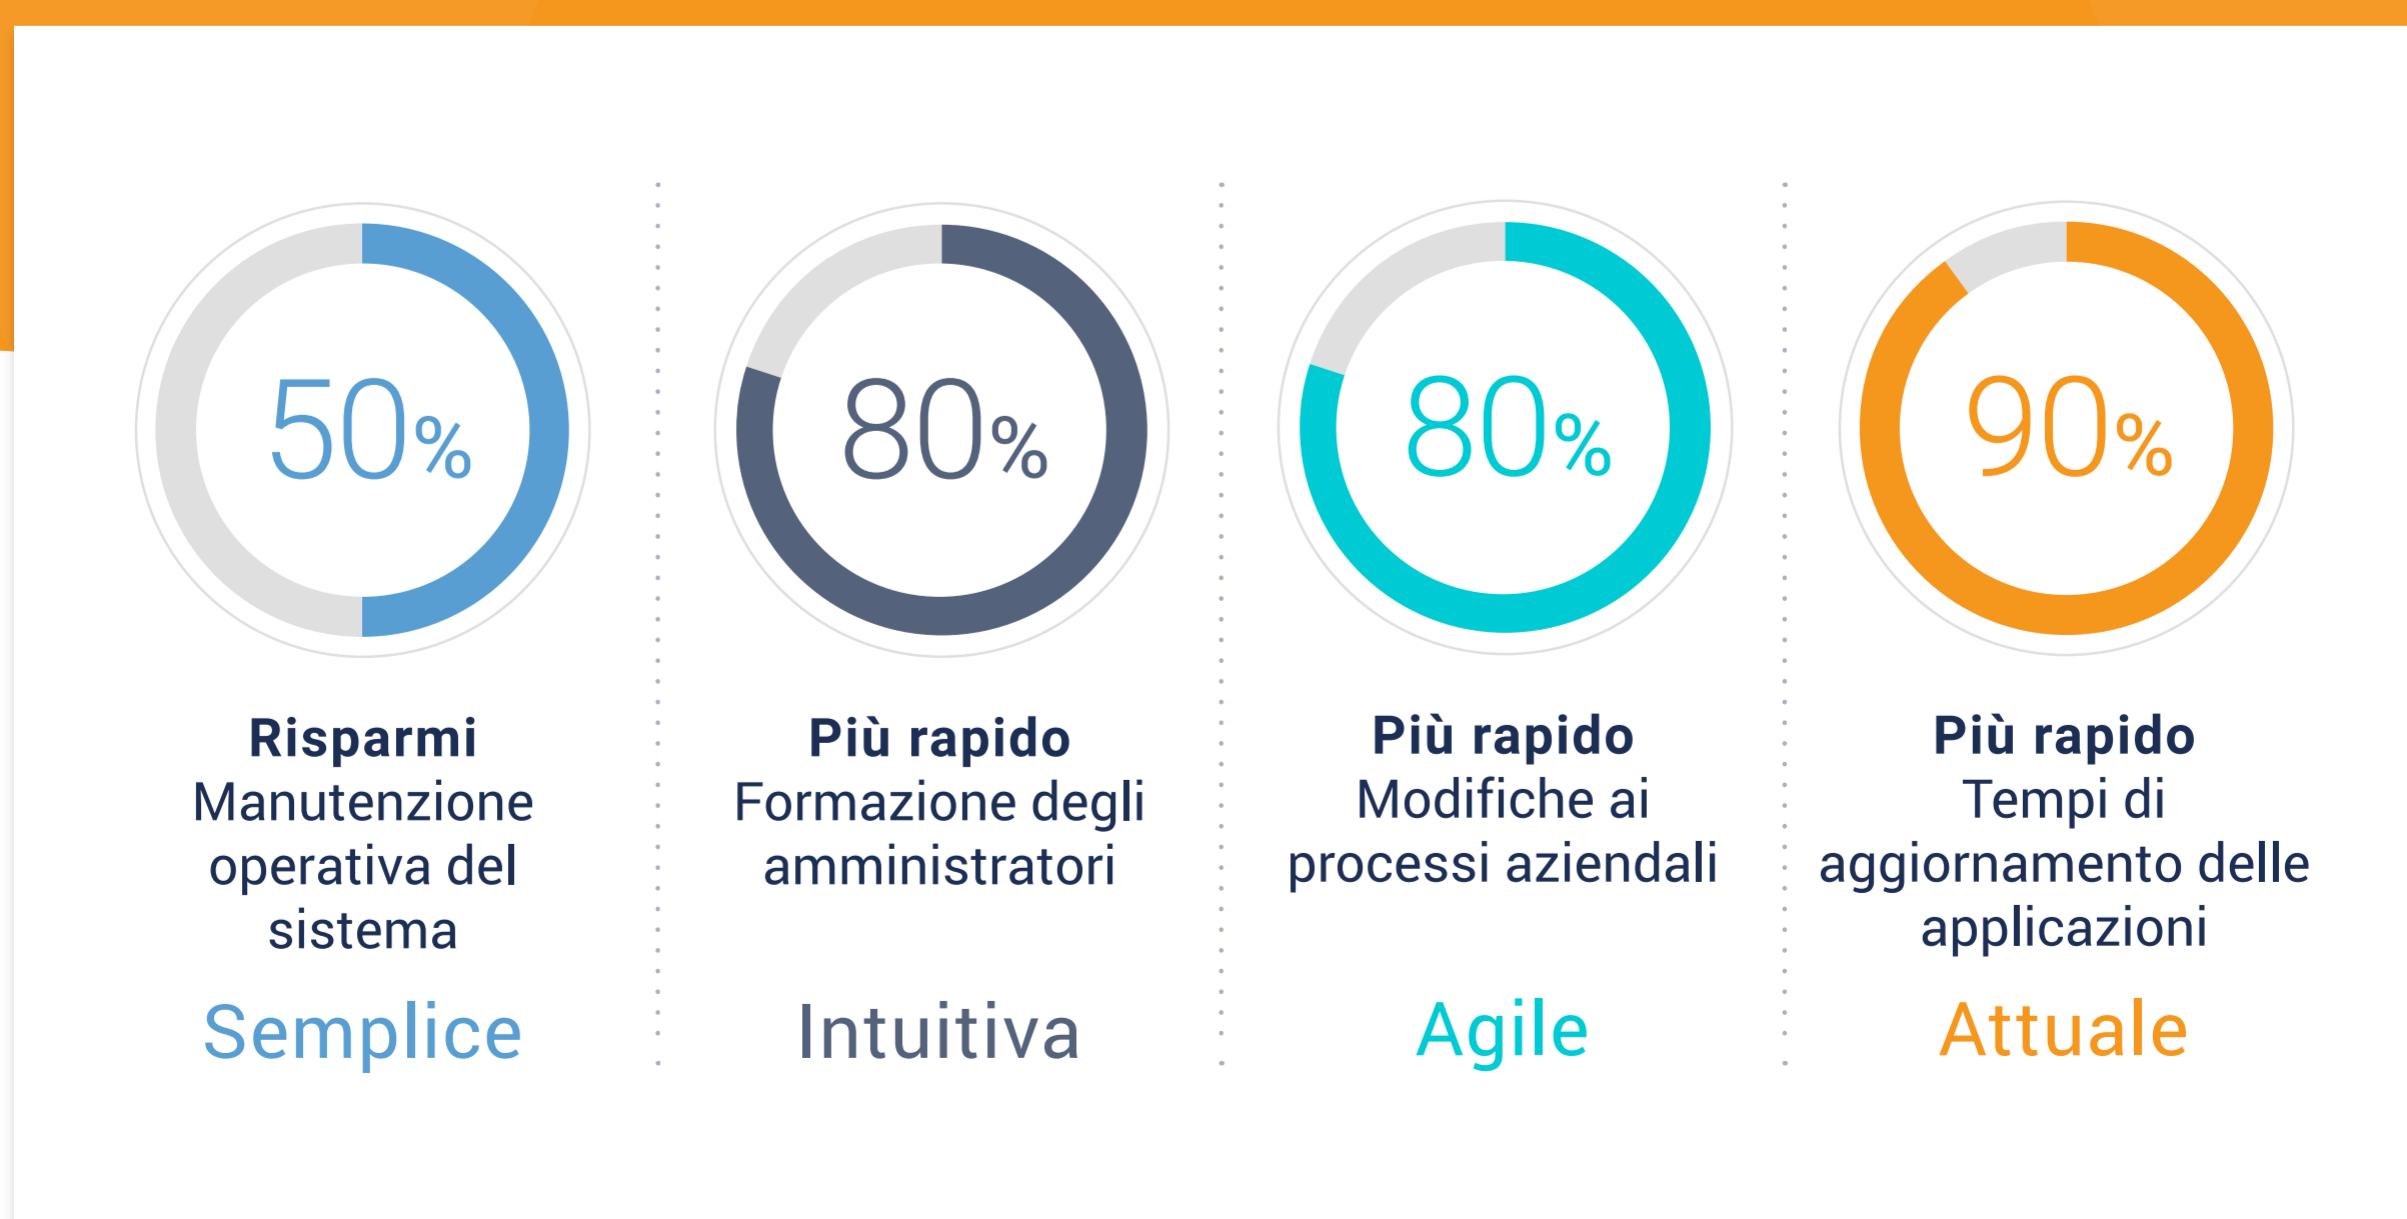 50%
Risparmi
Manutenzione
operativa del
sistema
Semplice
80%
Più rapido
Formazione degli
amministratori
Intuitiva
80%
Più rapido
Modifiche ai
processi aziendali
Agile
90%
Più rapido
Tempi di
aggiornamento delle
applicazioni
Attuale